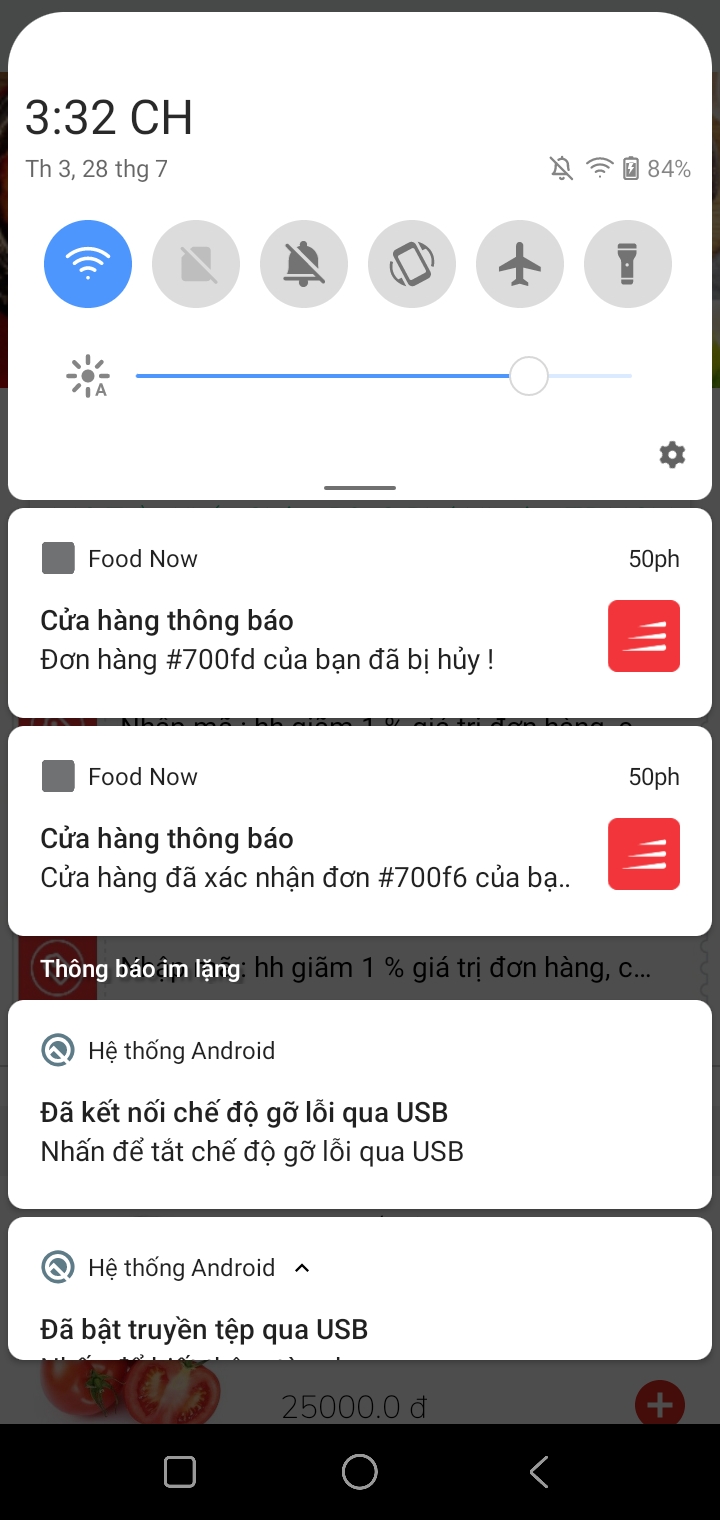 3:32 CH
Th 3, 28 thg 7
84%
A
Food Now
50ph
Cửa hàng thông báo
Đơn hàng #700fd của bạn đã bị hủy !
Food Now
50ph
Cửa hàng thông báo
Cửa hàng đã xác nhận đơn #700f6 của bạ..
Thông báo im lặng
Nhập mã : hh giãm 1 % giá trị đơn hàng, c...
Hệ thống Android
Đã kết nối chế độ gỡ lỗi qua USB
Nhấn để tắt chế độ gỡ lỗi qua USB
Hệ thống Android
Đã bật truyền tệp qua USB
25000.0 đ